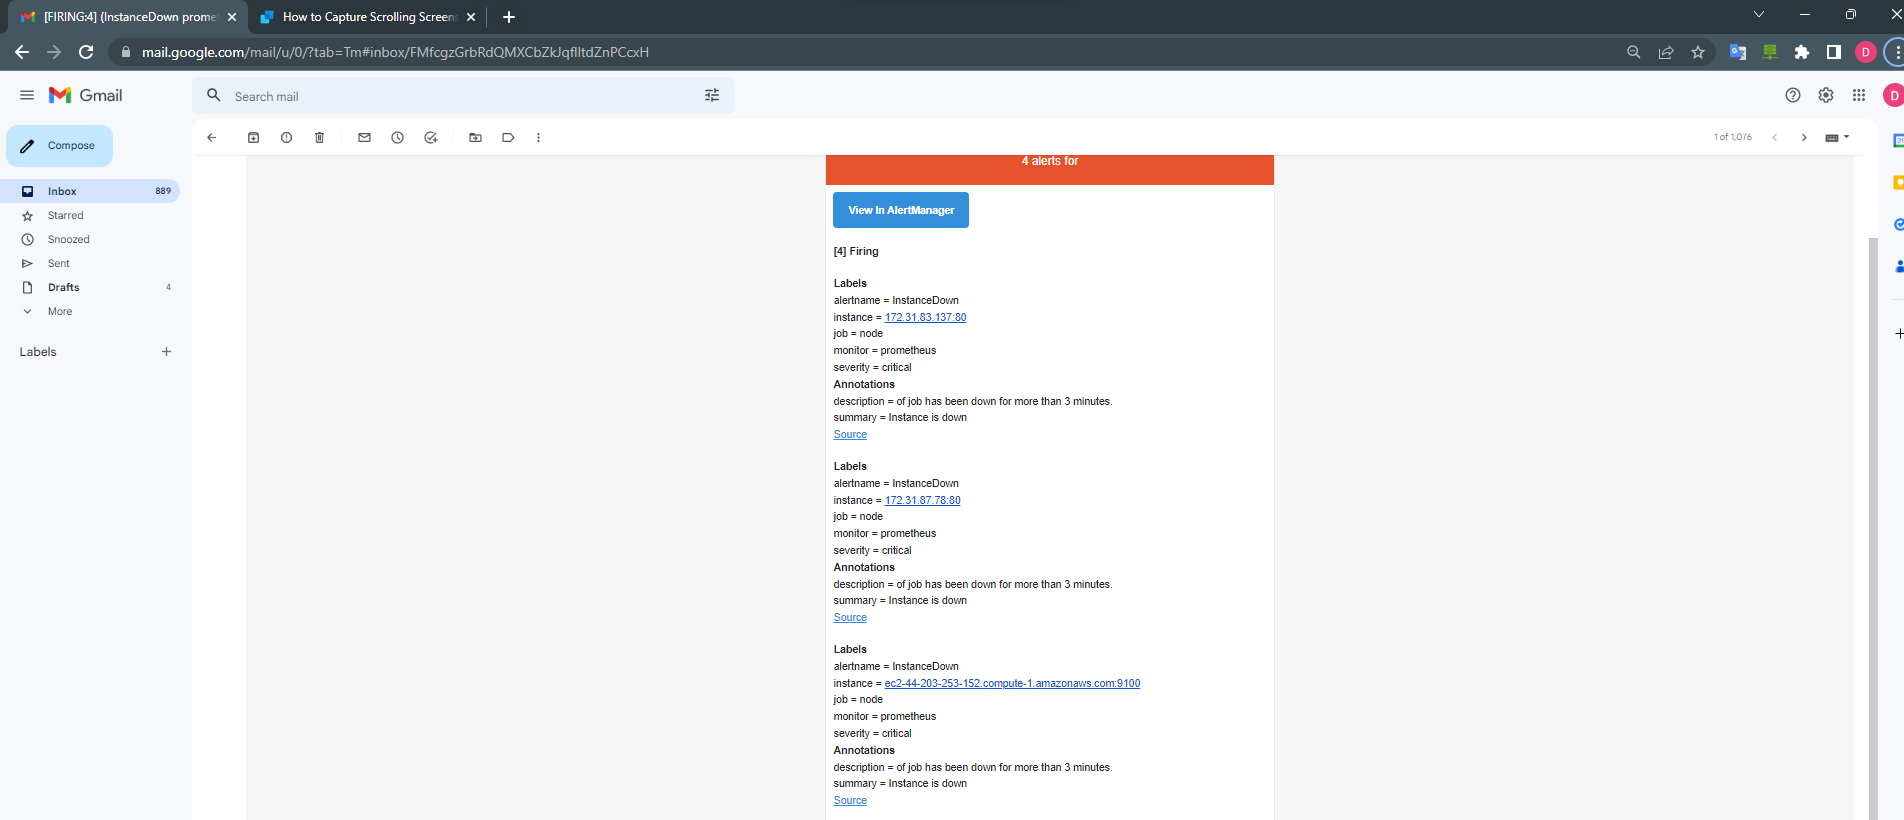 [FIRING:4] (InstanceDown prome
How to Capture Scrolling Screens
mail.google.com/mail/u/0/?tab=Tm#inbox/FMfcgzGrbRdQMXCbZkJqflltdZnPCcxH
D
Gmail
Search mail
D
Compose
1 of 1,076
Inbox 889
Starred
Snoozed
Sent
Drafts 4
More
Labels
4 alerts for
View In AlertManager
[4] Firing
Labels
alertname = InstanceDown
instance = 172.31.83.137:80
job = node
monitor = prometheus
severity = critical
Annotations
description = of job has been down for more than 3 minutes.
summary = Instance is down
Source
Labels
alertname = InstanceDown
instance = 172.31.87.78:80
job = node
monitor = prometheus
severity = critical
Annotations
description = of job has been down for more than 3 minutes.
summary = Instance is down
Source
Labels
alertname = InstanceDown
instance = ec2-44-203-253-152.compute-1.amazonaws.com:9100
job = node
monitor = prometheus
severity = critical
Annotations
description = of job has been down for more than 3 minutes.
summary = Instance is down
Source